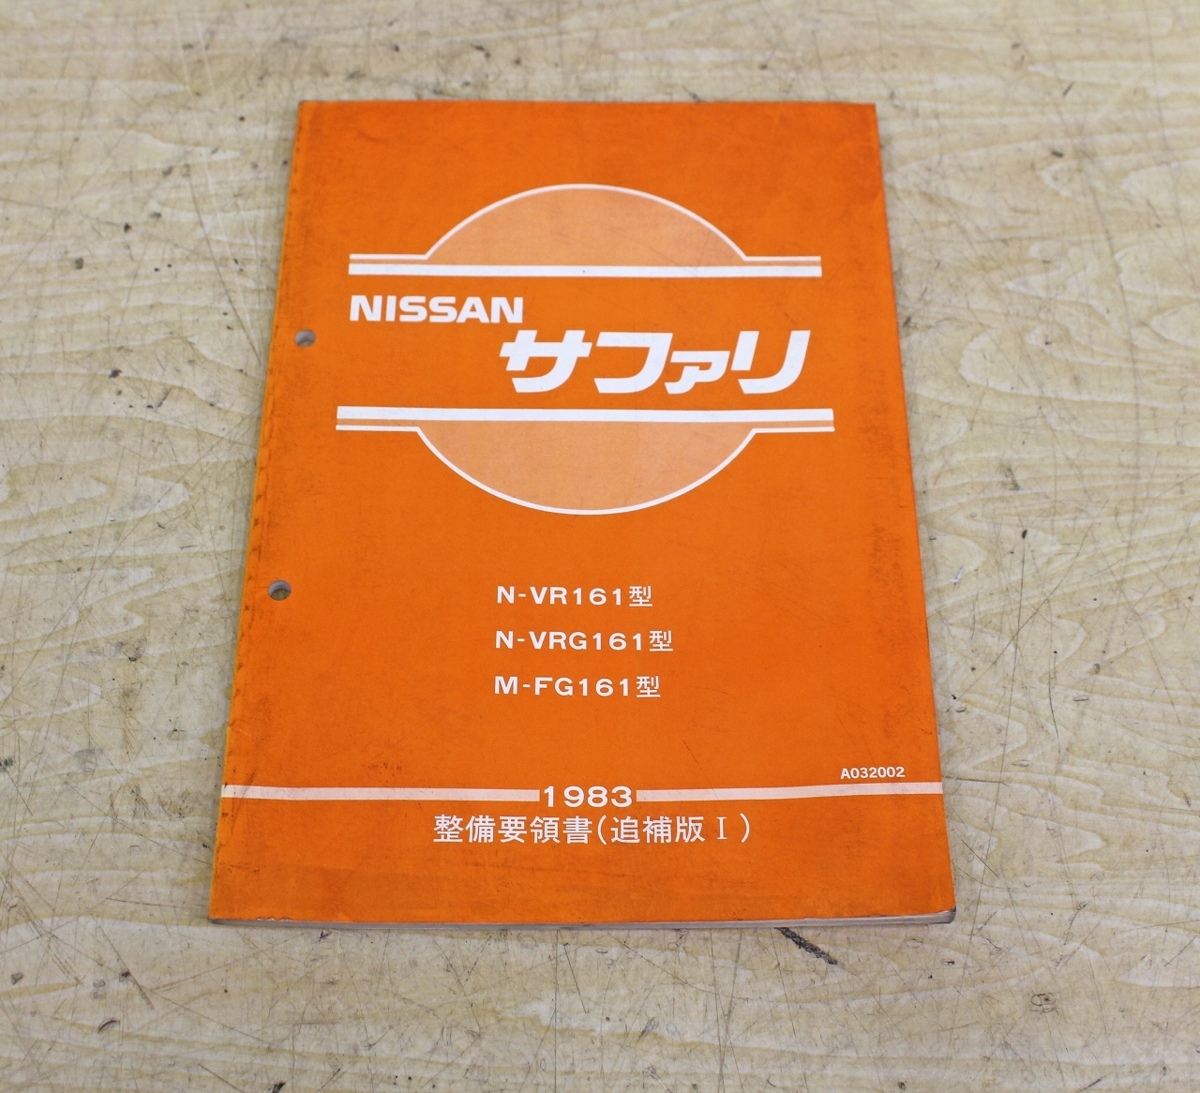 NISSAN
サファリ
N-VR161型
N-VRG161型
M-FG161型
A032002
1983
整備要領書(追補版Ⅰ)